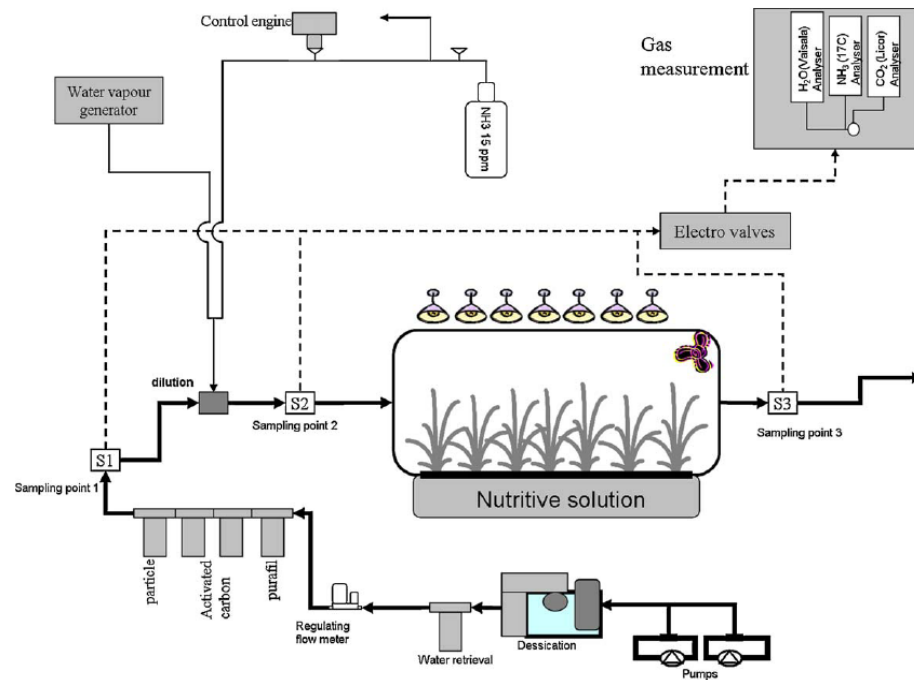 Control engine
Gas
measurement
H2O(Vaisala)
Analyser
NH3 (17C)
Analyser
CO2 (Licor)
Analyser
Water vapour
generator
NH3 15 ppm
Electro valves
dilution
S2
Sampling point 2
S3
Sampling point 3
S1
Sampling point 1
Nutritive solution
particle
Activated
carbon
purafil
Regulating
flow meter
Water retrieval
Dessication
Pumps